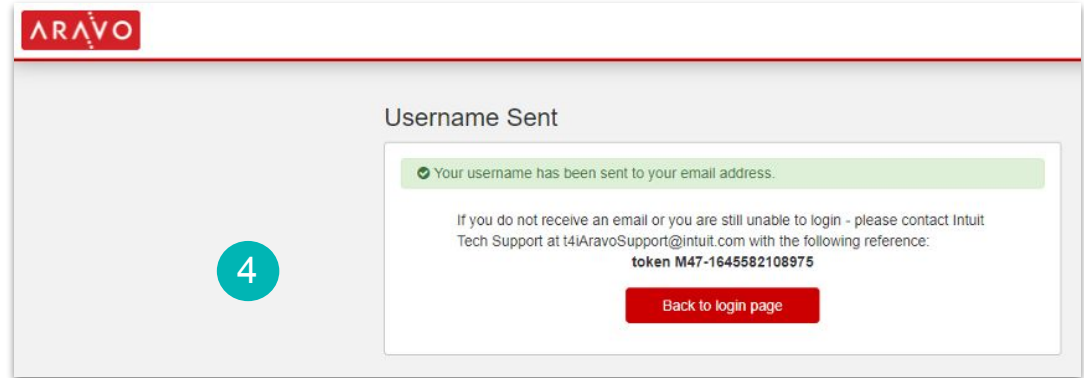 ARAVO
Username Sent
Your username has been sent to your email address.
If you do not receive an email or you are still unable to login - please contact Intuit
Tech Support at t4iAravoSupport@intuit.com with the following reference:
token M47-1645582108975
4
Back to login page